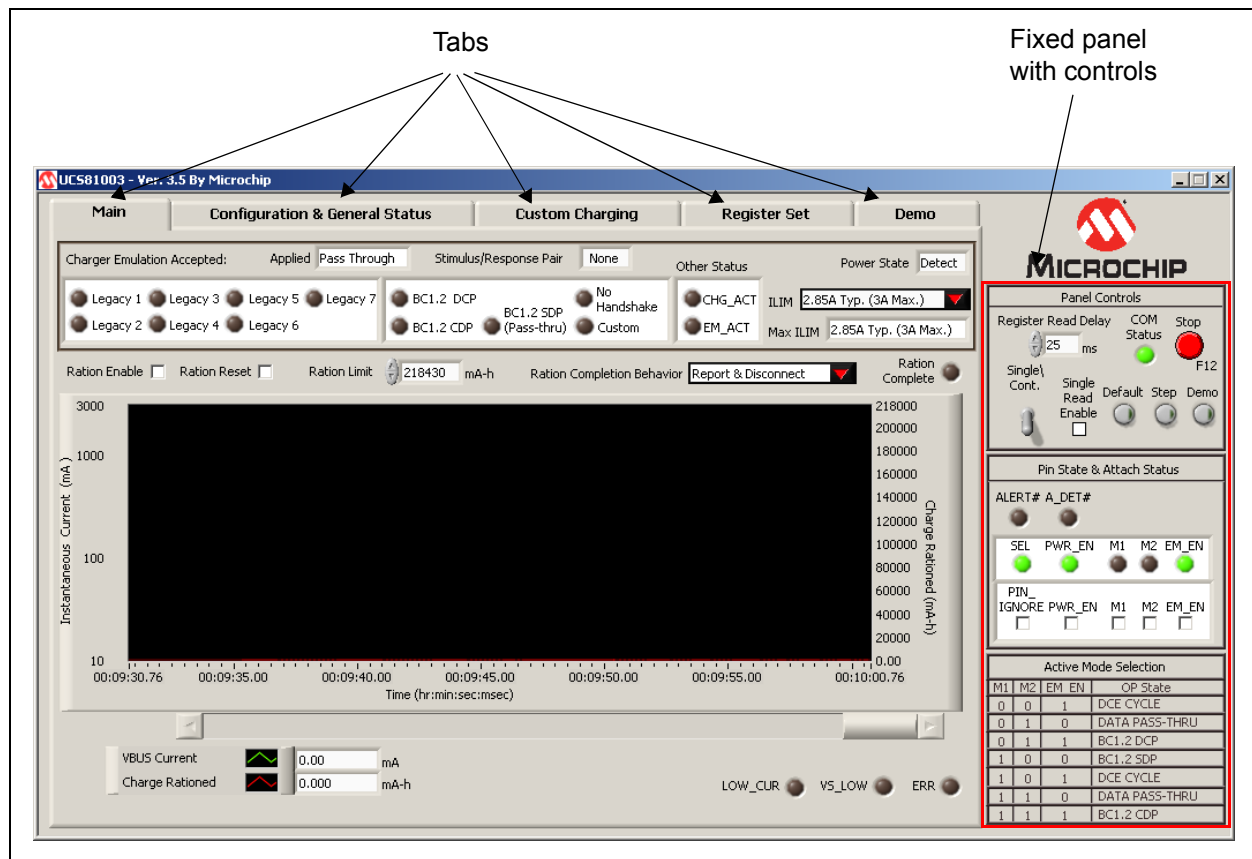 Tabs
Fixed panel
with controls
UCS81003 - Ver. 3.5 By Microchip
Main
Configuration & General Status
Custom Charging
Register Set
Demo
MICROCHIP
Charger Emulation Accepted:
Applied Pass Through
Stimulus/Response Pair None
Other Status
Power State Detect
Legacy 1 Legacy 3 Legacy 5 Legacy 7
Legacy 2 Legacy 4 Legacy 6
BC1.2 DCP
BC1.2 CDP
BC1.2 SDP
(Pass-thru)
No
Handshake
Custom
CHG_ACT
EM_ACT
ILIM 2.85A Typ. (3A Max.)
Max ILIM 2.85A Typ. (3A Max.)
Ration Enable
Ration Reset
Ration Limit 218430 mA-h
Ration Completion Behavior Report & Disconnect
Ration
Complete
Instantaneous Current (mA)
3000
1000
100
10
218000
200000
180000
160000
140000
120000
100000
80000
60000
40000
20000
0.00
Charge Rationed (mA-h)
00:09:30.76 00:09:35.00 00:09:40.00 00:09:45.00 00:09:50.00 00:09:55.00 00:10:00.76
Time (hr:min:sec:msec)
VBUS Current 0.00 mA
Charge Rationed 0.000 mA-h
LOW_CUR VS_LOW ERR
Panel Controls
Register Read Delay
25 ms
COM
Status
Stop
F12
Single\
Cont.
Single
Read
Enable
Default Step Demo
Pin State & Attach Status
ALERT# A_DET#
SEL PWR_EN M1 M2 EM_EN
PIN_
IGNORE PWR_EN M1 M2 EM_EN
Active Mode Selection
M1 M2 EM EN OP State
0 0 1 DCE CYCLE
0 1 0 DATA PASS-THRU
0 1 1 BC1.2 DCP
1 0 0 BC1.2 SDP
1 0 1 DCE CYCLE
1 1 0 DATA PASS-THRU
1 1 1 BC1.2 CDP